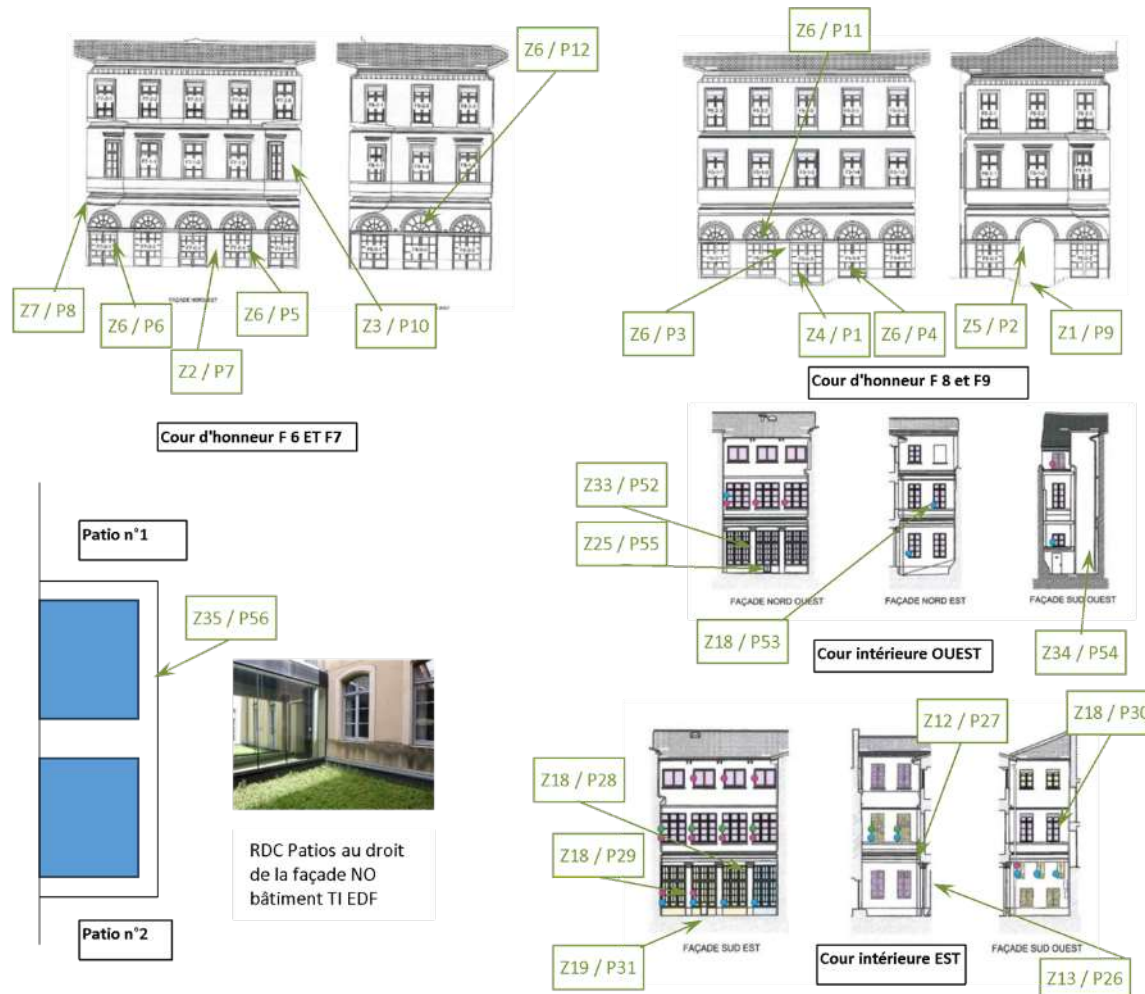 Z6 / P12
Z7 / P8
Z6 / P6
Z2 / P7
Z6 / P5
Z3 / P10
FAÇADE NORD EST
Cour d'honneur F 6 ET F7
Z6 / P11
Z6 / P3
Z4 / P1
Z6 / P4
Z5 / P2
Z1 / P9
Cour d'honneur F 8 et F9
Patio n°1
Z35 / P56
RDC Patios au droit
de la façade NO
bâtiment TI EDF
Patio n°2
Z33 / P52
Z25 / P55
FAÇADE NORD OUEST
FAÇADE NORD EST
FAÇADE SUD OUEST
Z18 / P53
Cour intérieure OUEST
Z34 / P54
Z12 / P27
Z18 / P30
Z18 / P28
Z18 / P29
Z19 / P31
FAÇADE SUD EST
FAÇADE SUD OUEST
Cour intérieure EST
Z13 / P26